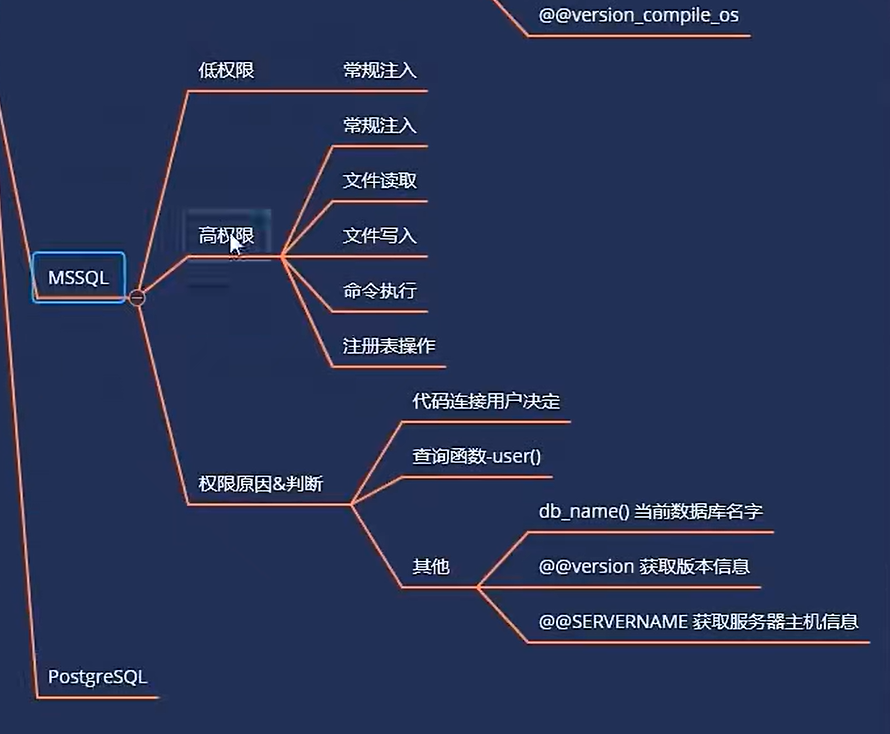 @@version_compile_os
低权限
常规注入
常规注入
文件读取
高权限
文件写入
MSSQL
命令执行
注册表操作
代码连接用户决定
查询函数-user()
权限原因&判断
db_name() 当前数据库名字
其他
@@version 获取版本信息
@@SERVERNAME 获取服务器主机信息
PostgreSQL